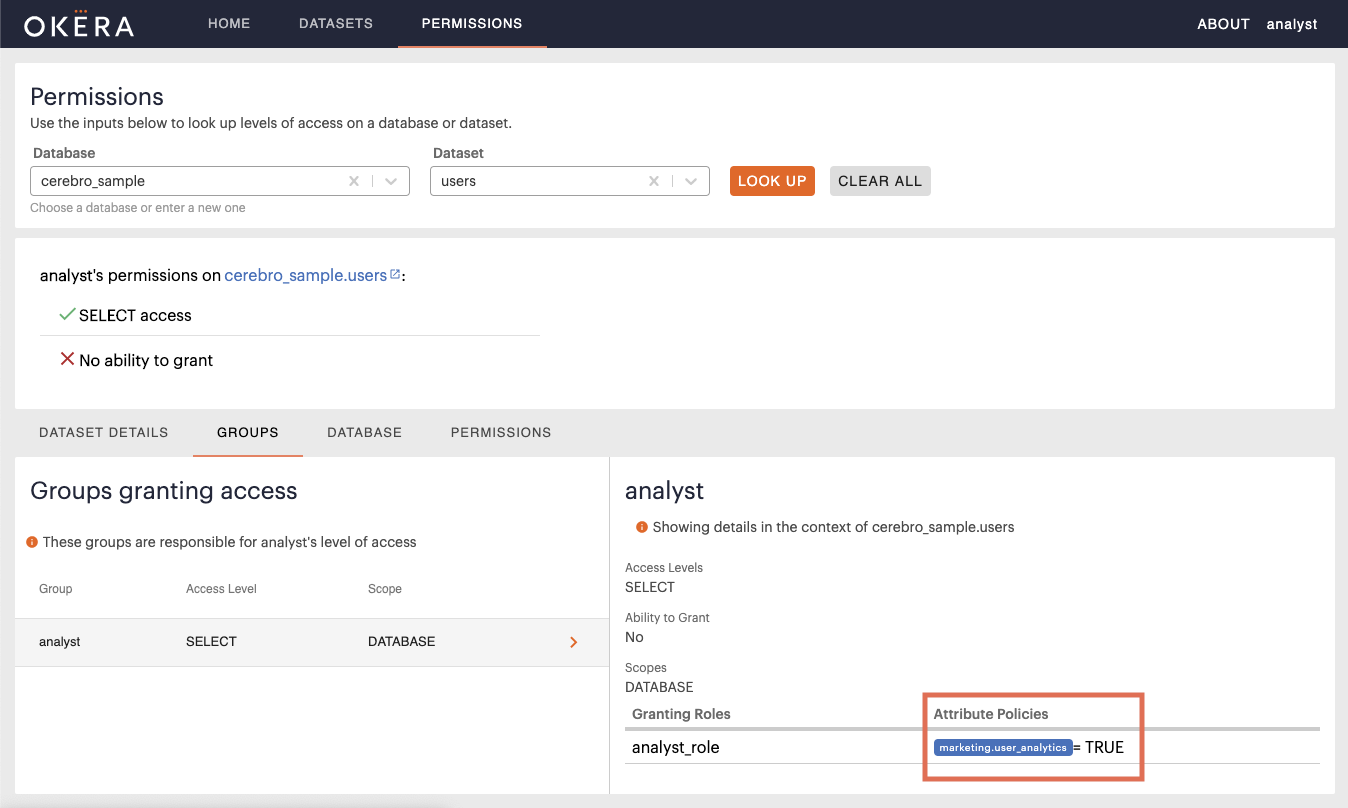 OKERA
HOME DATASETS PERMISSIONS ABOUT analyst
Permissions
Use the inputs below to look up levels of access on a database or dataset.
Database Dataset
cerebro_sample users LOOK UP CLEAR ALL
Choose a database or enter a new one
analyst's permissions on cerebro_sample.users:
SELECT access
No ability to grant
DATASET DETAILS GROUPS DATABASE PERMISSIONS
Groups granting access
These groups are responsible for analyst's level of access
Group Access Level Scope
analyst SELECT DATABASE
analyst
Showing details in the context of cerebro_sample.users
Access Levels
SELECT
Ability to Grant
No
Scopes
DATABASE
Granting Roles Attribute Policies
analyst_role marketing.user_analytics = TRUE